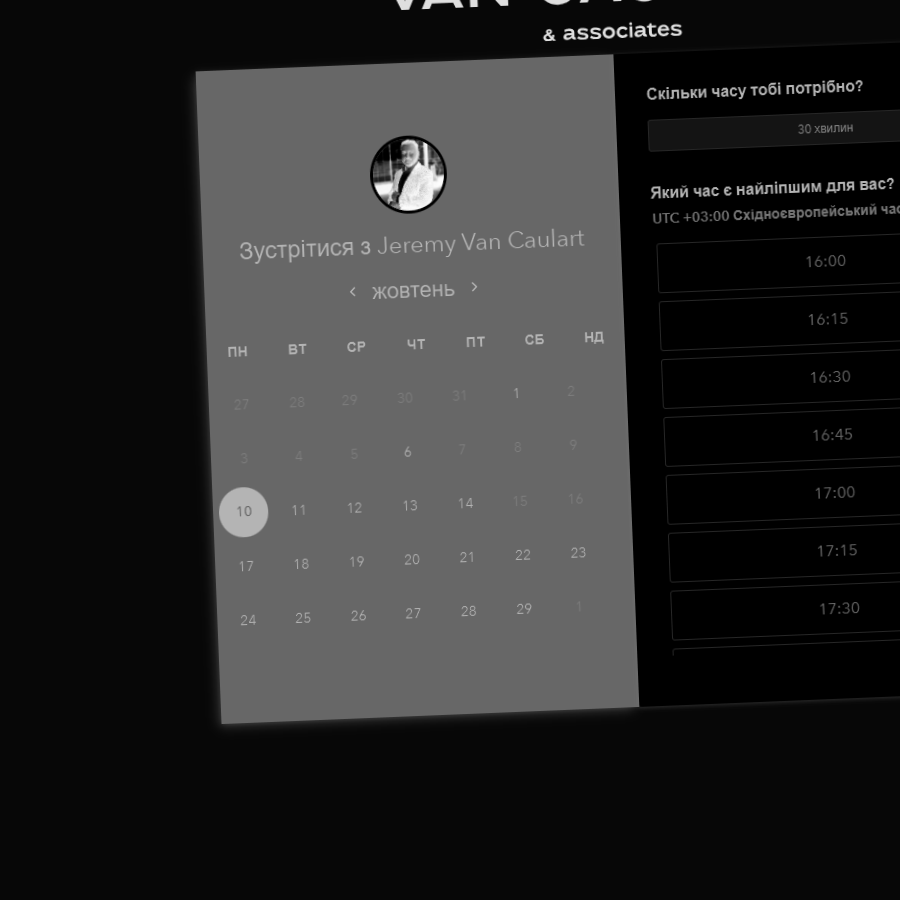 & associates
Зустрітися з Jeremy Van Caulart
жовтень
ПН ВТ СР ЧТ ПТ СБ НД
27 28 29 30 31 1 2
3 4 5 6 7 8 9
10 11 12 13 14 15 16
17 18 19 20 21 22 23
24 25 26 27 28 29 1
Скільки часу тобі потрібно?
30 хвилин
Який час є найліпшим для вас?
UTC +03:00 Східноєвропейський
16:00
16:15
16:30
16:45
17:00
17:15
17:30